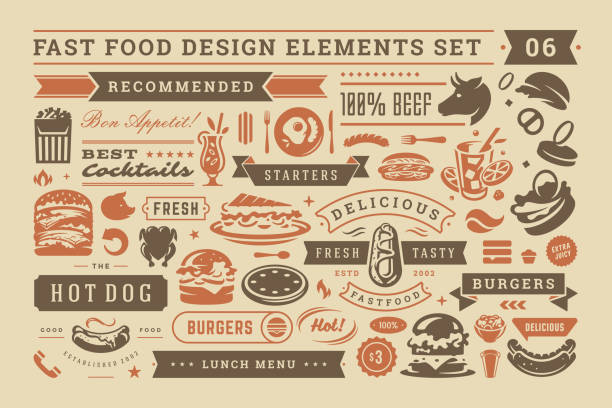 FAST FOOD DESIGN ELEMENTS SET
06
RECOMMENDED
100% BEEF
Bon Appetit!
BEST
Cocktails
STARTERS
FRESH
DELICIOUS
FRESH
TASTY
ESTD
2002
FASTFOOD
EXTRA
JUICY
THE
HOT DOG
BURGERS
GOOD
FOOD
ESTABLISHED 2002
BURGERS
Hot!
100%
DELICIOUS
$3
LUNCH MENU